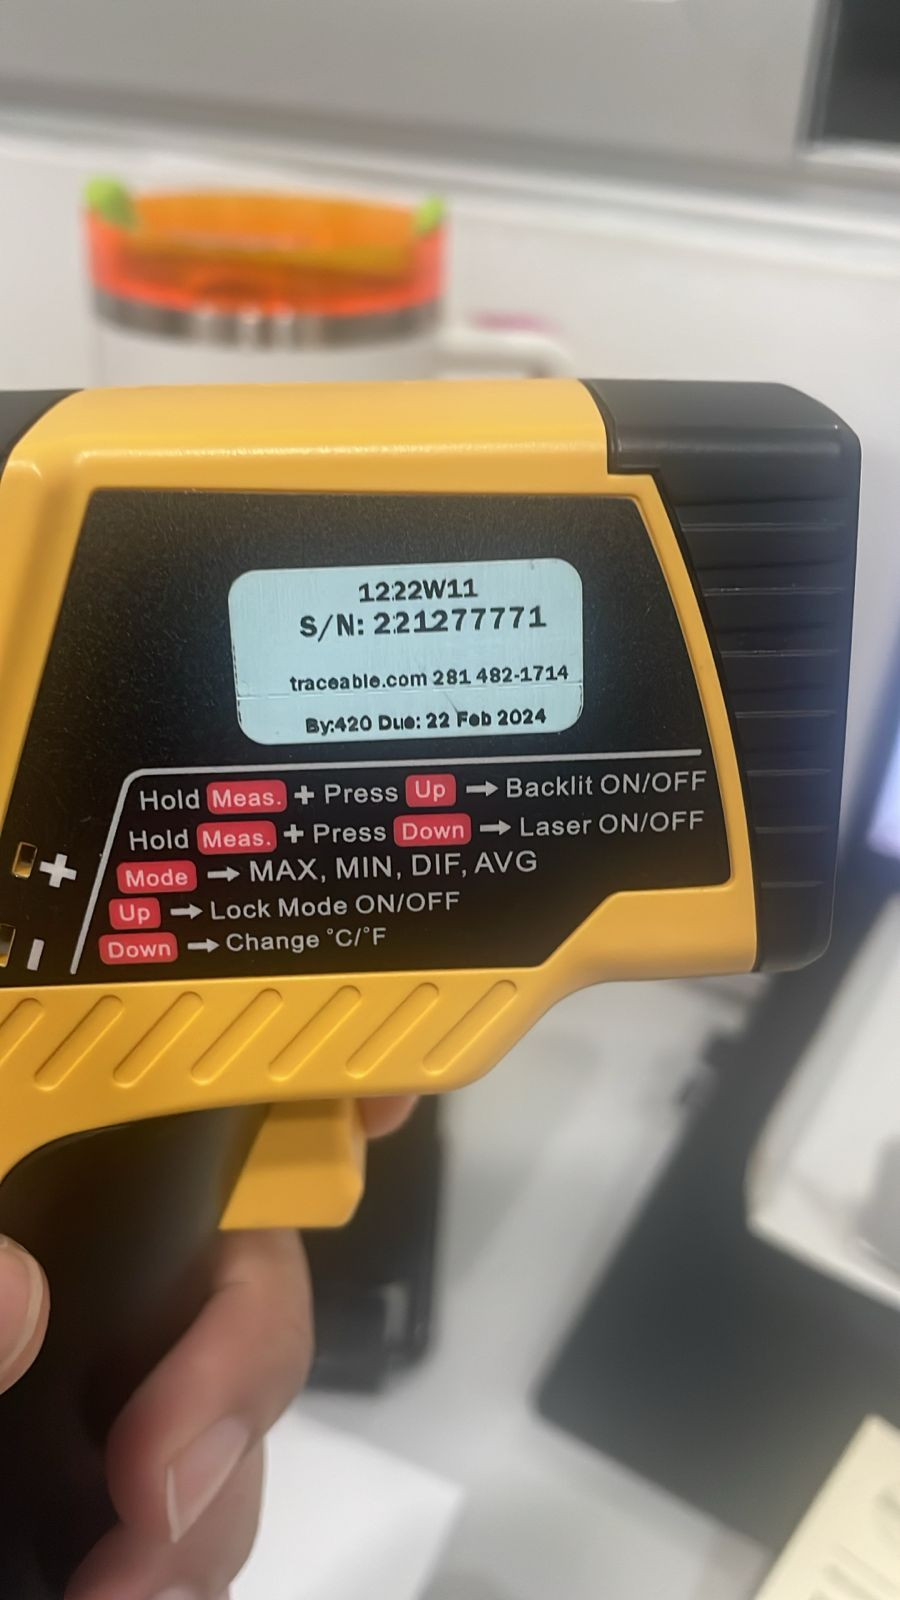 1222W11
S/N: 221277771
traceable.com 281 482-1714
By:420 Due: 22 Feb 2024
Hold Meas. + Press Up → Backlit ON/OFF
Hold Meas. + Press Down → Laser ON/OFF
Mode → MAX, MIN, DIF, AVG
Up → Lock Mode ON/OFF
Down → Change °C/°F
+
-